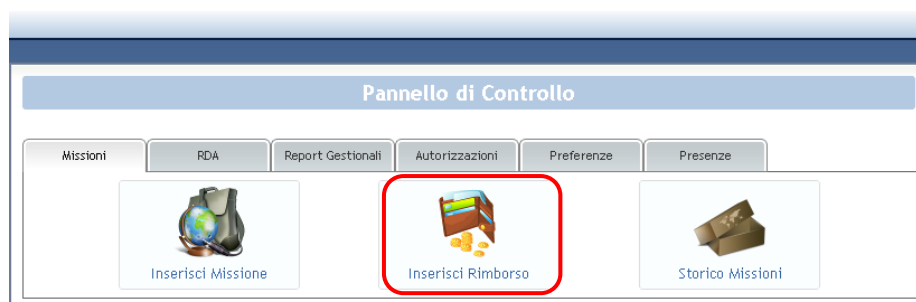 Pannello di Controllo
Missioni RDA Report Gestionali Autorizzazioni Preferenze Presenze
Inserisci Missione Inserisci Rimborso Storico Missioni